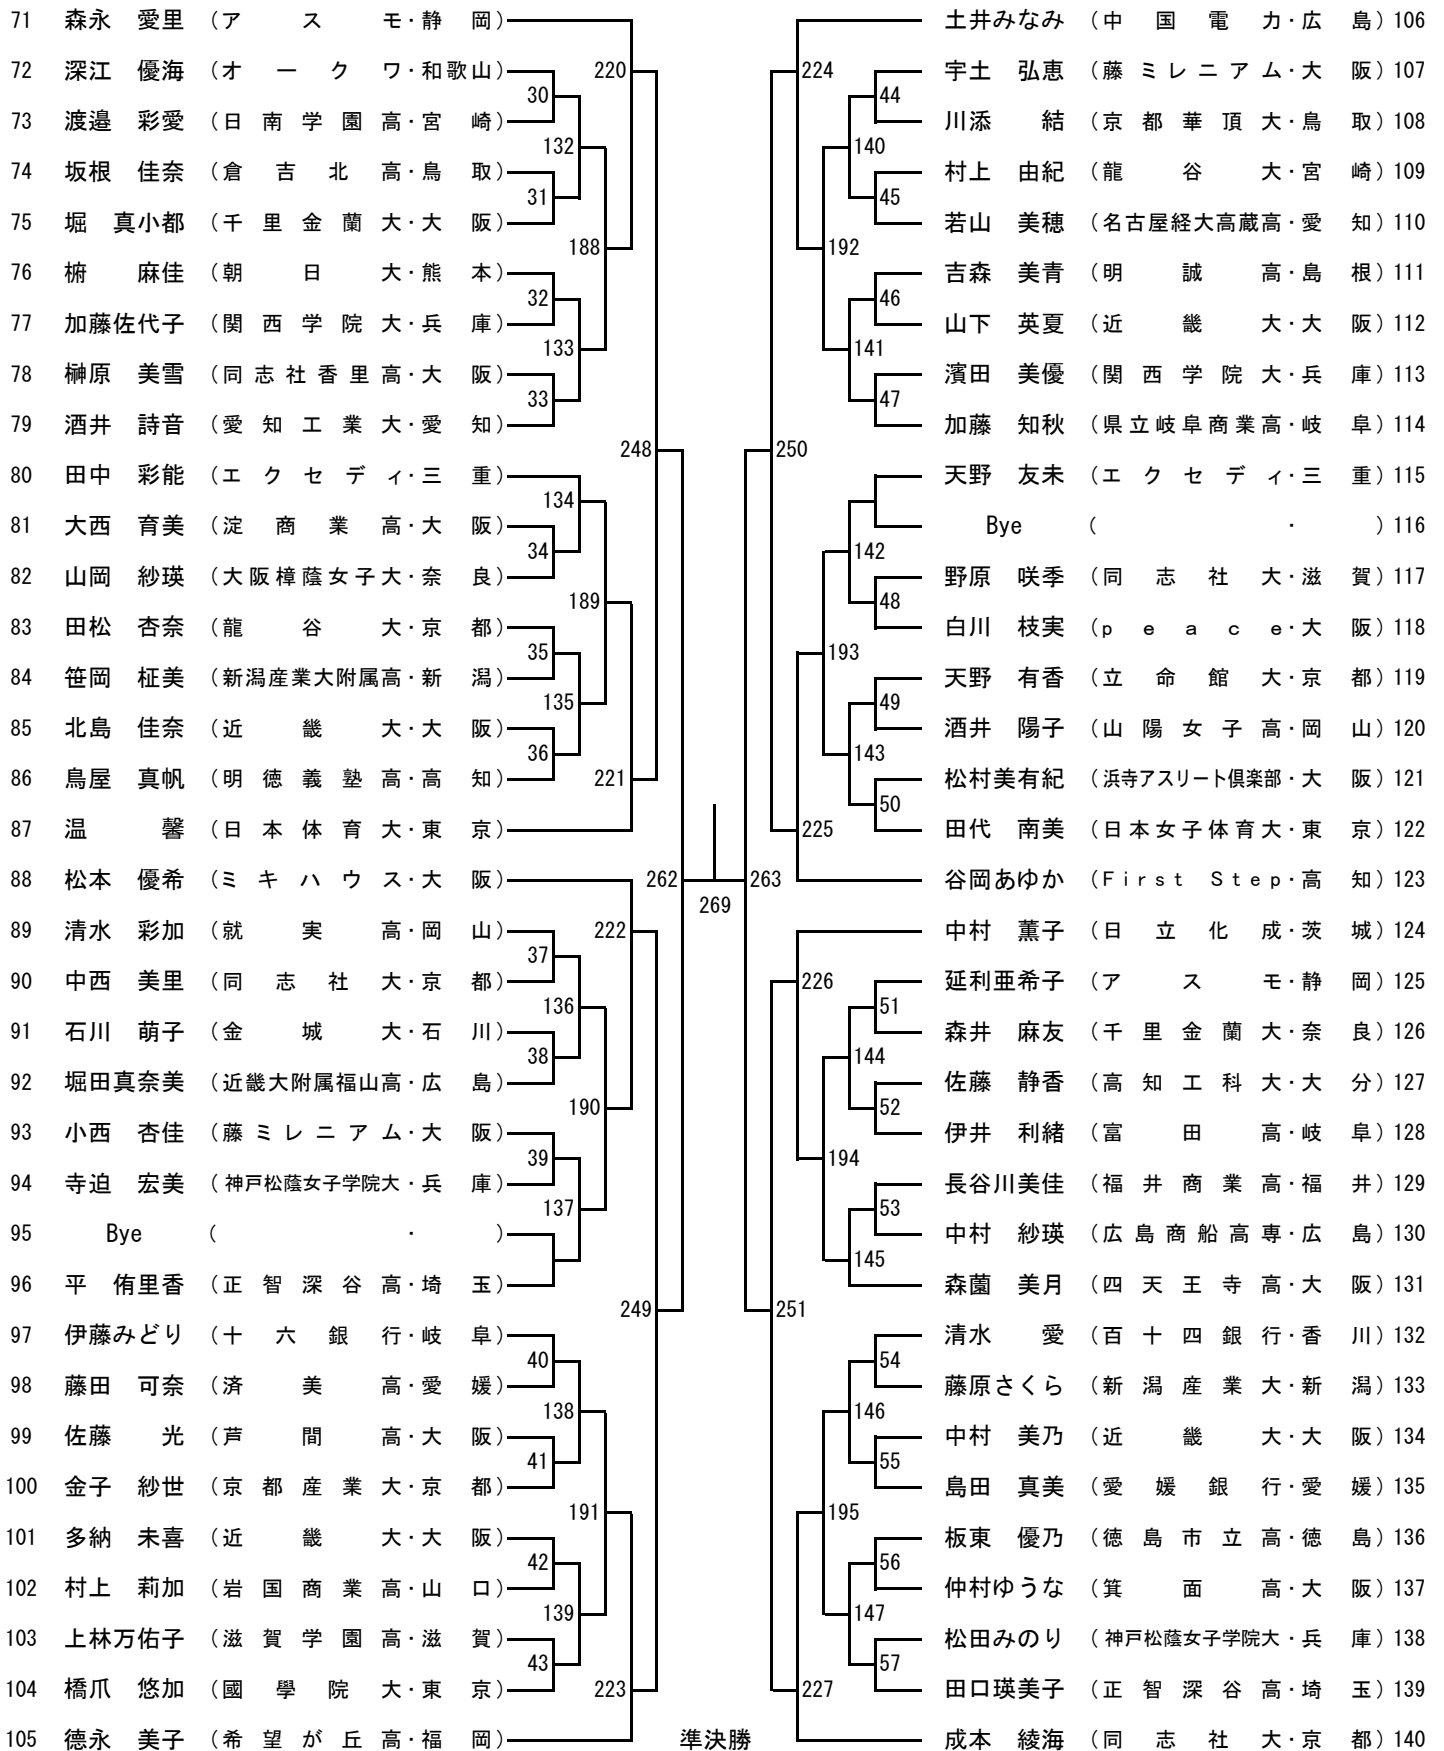 71 森永 愛里 (ア ス モ・静 岡)
72 深江 優海 (オ ー ク ワ・和歌山)
73 渡邉 彩愛 (日 南 学 園 高・宮 崎)
74 坂根 佳奈 (倉 吉 北 高・鳥 取)
75 堀 真小都 (千 里 金 蘭 大・大 阪)
76 椨 麻佳 (朝 日 大・熊 本)
77 加藤佐代子 (関 西 学 院 大・兵 庫)
78 榊原 美雪 (同 志 社 香 里 高・大 阪)
79 酒井 詩音 (愛 知 工 業 大・愛 知)
80 田中 彩能 (エ ク セ デ ィ・三 重)
81 大西 育美 (淀 商 業 高・大 阪)
82 山岡 紗瑛 (大 阪 樟 蔭 女 子 大・奈 良)
83 田松 杏奈 (龍 谷 大・京 都)
84 笹岡 柾美 (新潟産業大附属高・新 潟)
85 北島 佳奈 (近 畿 大・大 阪)
86 鳥屋 真帆 (明 徳 義 塾 高・高 知)
87 温 馨 (日 本 体 育 大・東 京)
88 松本 優希 (ミ キ ハ ウ ス・大 阪)
89 清水 彩加 (就 実 高・岡 山)
90 中西 美里 (同 志 社 大・京 都)
91 石川 萌子 (金 城 大・石 川)
92 堀田真奈美 (近畿大附属福山高・広 島)
93 小西 杏佳 (藤 ミ レ ニ ア ム・大 阪)
94 寺迫 宏美 (神戸松蔭女子学院大・兵 庫)
95 Bye ( ・ )
96 平 侑里香 (正 智 深 谷 高・埼 玉)
97 伊藤みどり (十 六 銀 行・岐 阜)
98 藤田 可奈 (済 美 高・愛 媛)
99 佐藤 光 (芦 間 高・大 阪)
100 金子 紗世 (京 都 産 業 大・京 都)
101 多納 未喜 (近 畿 大・大 阪)
102 村上 莉加 (岩 国 商 業 高・山 口)
103 上林万佑子 (滋 賀 学 園 高・滋 賀)
104 橋爪 悠加 (國 學 院 大・東 京)
105 德永 美子 (希 望 が 丘 高・福 岡)
30
31
32
33
34
35
36
37
38
39
40
41
42
43
132
133
134
135
136
137
138
139
188
189
190
191
220
221
222
223
248
249
262
269
準決勝
263
250
251
224
225
226
227
192
193
194
195
140
141
142
143
144
145
146
147
44
45
46
47
48
49
50
51
52
53
54
55
56
57
土井みなみ (中 国 電 力・広 島) 106
宇土 弘恵 (藤 ミ レ ニ ア ム・大 阪) 107
川添 結 (京 都 華 頂 大・鳥 取) 108
村上 由紀 (龍 谷 大・宮 崎) 109
若山 美穂 (名古屋経大高蔵高・愛 知) 110
吉森 美青 (明 誠 高・島 根) 111
山下 英夏 (近 畿 大・大 阪) 112
濱田 美優 (関 西 学 院 大・兵 庫) 113
加藤 知秋 (県立岐阜商業高・岐 阜) 114
天野 友未 (エ ク セ デ ィ・三 重) 115
Bye ( ・ ) 116
野原 咲季 (同 志 社 大・滋 賀) 117
白川 枝実 (p e a c e・大 阪) 118
天野 有香 (立 命 館 大・京 都) 119
酒井 陽子 (山 陽 女 子 高・岡 山) 120
松村美有紀 (浜寺アスリート倶楽部・大 阪) 121
田代 南美 (日 本 女 子 体 育 大・東 京) 122
谷岡あゆか (First Step・高 知) 123
中村 薫子 (日 立 化 成・茨 城) 124
延利亜希子 (ア ス モ・静 岡) 125
森井 麻友 (千 里 金 蘭 大・奈 良) 126
佐藤 静香 (高 知 工 科 大・大 分) 127
伊井 利緒 (富 田 高・岐 阜) 128
長谷川美佳 (福 井 商 業 高・福 井) 129
中村 紗瑛 (広 島 商 船 高 専・広 島) 130
森薗 美月 (四 天 王 寺 高・大 阪) 131
清水 愛 (百 十 四 銀 行・香 川) 132
藤原さくら (新 潟 産 業 大・新 潟) 133
中村 美乃 (近 畿 大・大 阪) 134
島田 真美 (愛 媛 銀 行・愛 媛) 135
板東 優乃 (徳 島 市 立 高・徳 島) 136
仲村ゆうな (箕 面 高・大 阪) 137
松田みのり (神戸松蔭女子学院大・兵 庫) 138
田口瑛美子 (正 智 深 谷 高・埼 玉) 139
成本 綾海 (同 志 社 大・京 都) 140